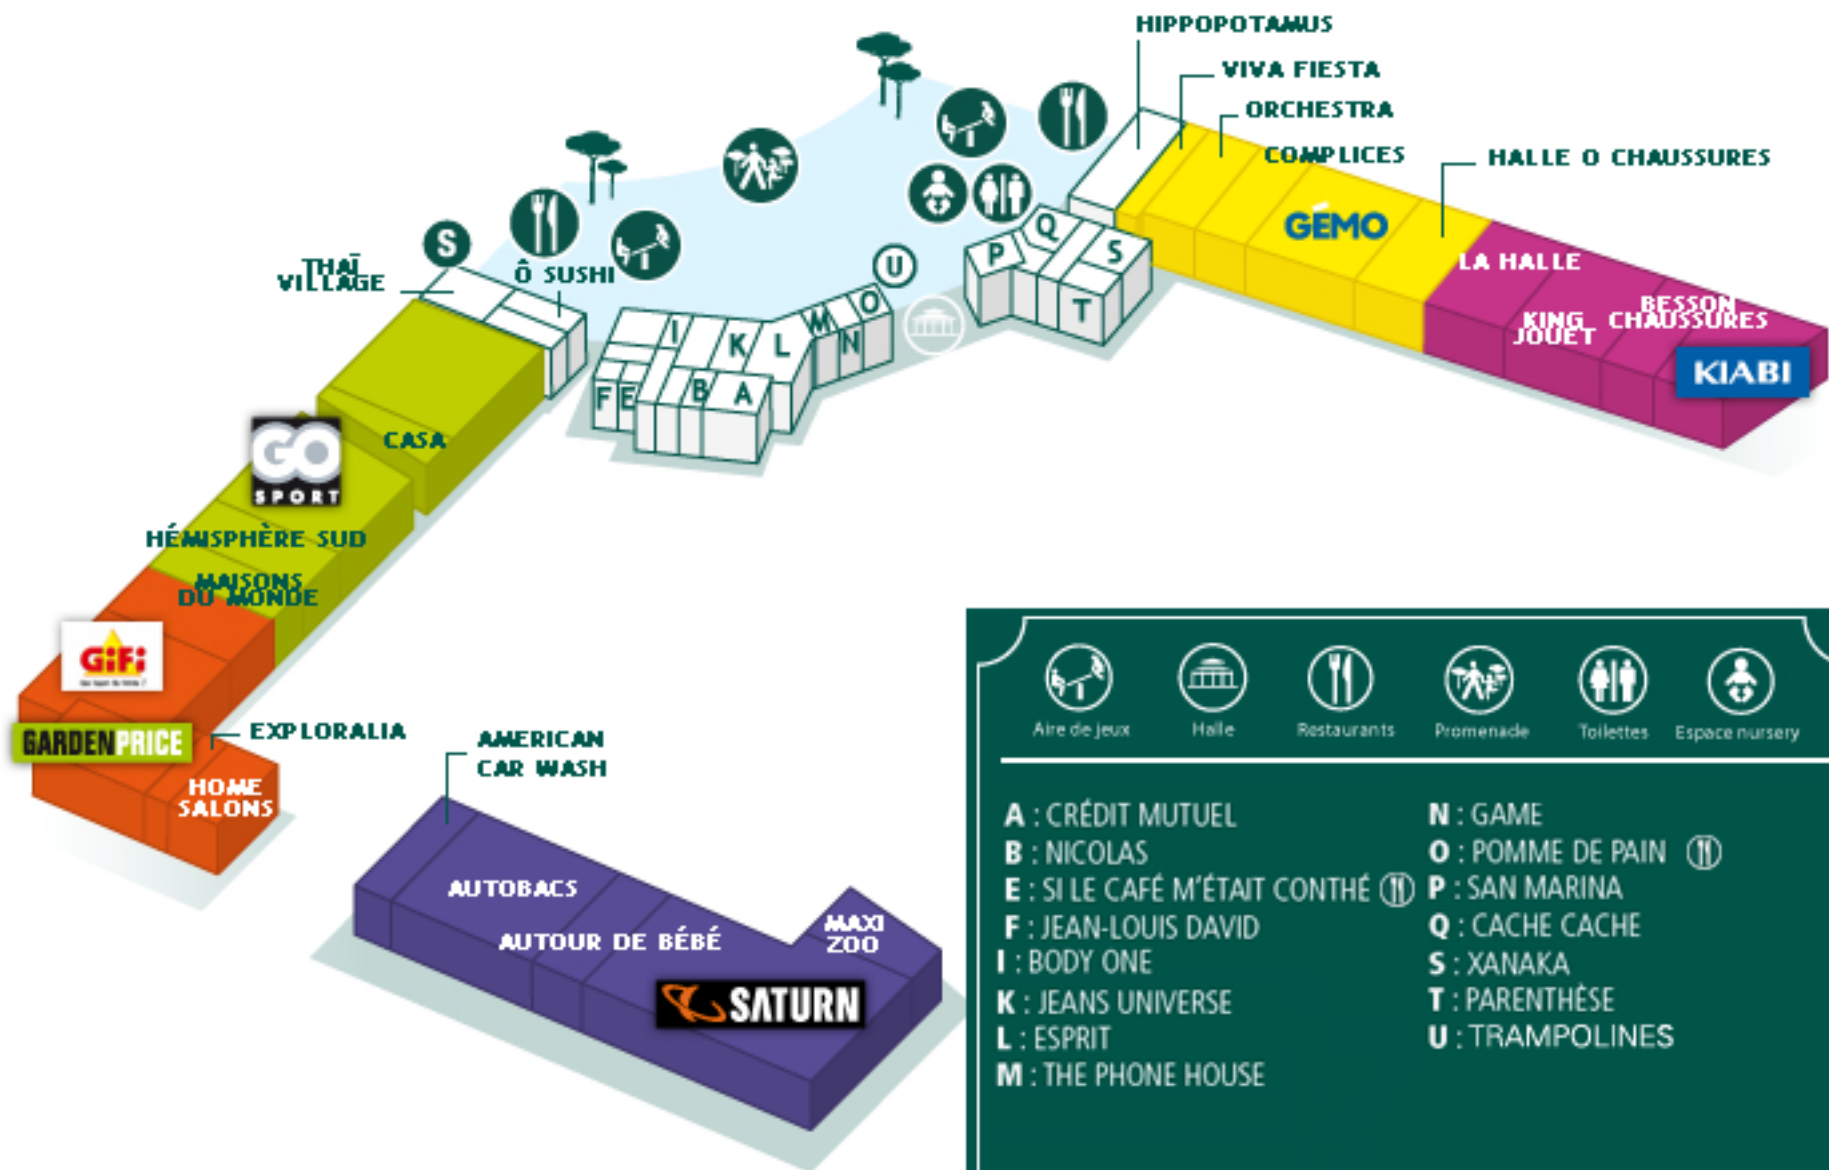 HIPPOPOTAMUS
VIVA FIESTA
ORCHESTRA
COMPLICES
HALLE O CHAUSSURES
GÉMO
LA HALLE
KING
JOUET
BESSON
CHAUSSURES
KIABI
P
Q
S
T
U
S
THAÏ
VILLAGE
Ô SUSHI
I
K
L
M
N
O
F
E
B
A
CASA
GO
SPORT
HÉMISPHÈRE SUD
MAISONS
DU MONDE
GiFi
GARDENPRICE
EXPLORALIA
HOME
SALONS
AMERICAN
CAR WASH
AUTOBACS
AUTOUR DE BÉBÉ
MAXI
ZOO
SATURN
Aire de jeux
Halle
Restaurants
Promenade
Toilettes
Espace nursery
A : CRÉDIT MUTUEL
B : NICOLAS
E : SI LE CAFÉ M'ÉTAIT CONTHÉ
F : JEAN-LOUIS DAVID
I : BODY ONE
K : JEANS UNIVERSE
L : ESPRIT
M : THE PHONE HOUSE
N : GAME
O : POMME DE PAIN
P : SAN MARINA
Q : CACHE CACHE
S : XANAKA
T : PARENTHÈSE
U : TRAMPOLINES